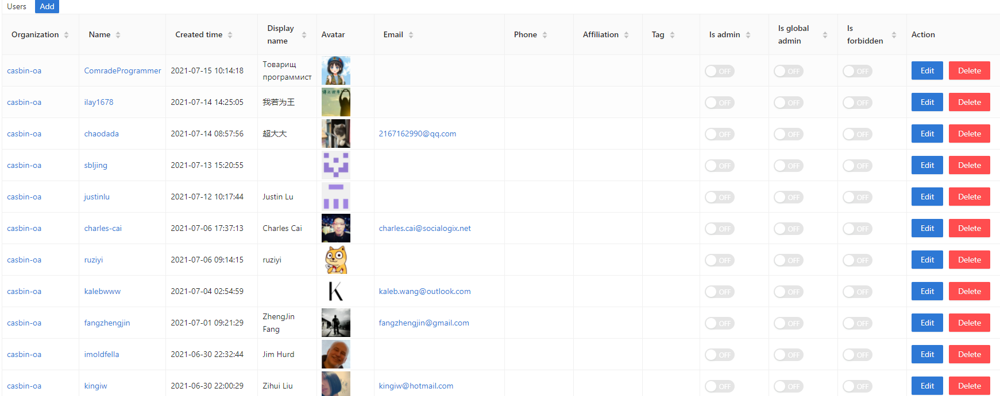 Users Add
Organization Name Created time Display name Avatar Email Phone Affiliation Tag Is admin Is global admin Is forbidden Action
casbin-oa ComradeProgrammer 2021-07-15 10:14:18 Товарищ программист OFF OFF OFF Edit Delete
casbin-oa ilay1678 2021-07-14 14:25:05 我若为王 OFF OFF OFF Edit Delete
casbin-oa chaodada 2021-07-14 08:57:56 超大大 2167162990@qq.com OFF OFF OFF Edit Delete
casbin-oa sbljing 2021-07-13 15:20:55 OFF OFF OFF Edit Delete
casbin-oa justinlu 2021-07-12 10:17:44 Justin Lu OFF OFF OFF Edit Delete
casbin-oa charles-cai 2021-07-06 17:37:13 Charles Cai charles.cai@socialogix.net OFF OFF OFF Edit Delete
casbin-oa ruziyi 2021-07-06 09:14:15 ruziyi OFF OFF OFF Edit Delete
casbin-oa kalebwww 2021-07-04 02:54:59 K kaleb.wang@outlook.com OFF OFF OFF Edit Delete
casbin-oa fangzhengjin 2021-07-01 09:21:29 ZhengJin Fang fangzhengjin@gmail.com OFF OFF OFF Edit Delete
casbin-oa imoldfella 2021-06-30 22:32:44 Jim Hurd OFF OFF OFF Edit Delete
casbin-oa kingiw 2021-06-30 22:00:29 Zihui Liu kingiw@hotmail.com OFF OFF OFF Edit Delete